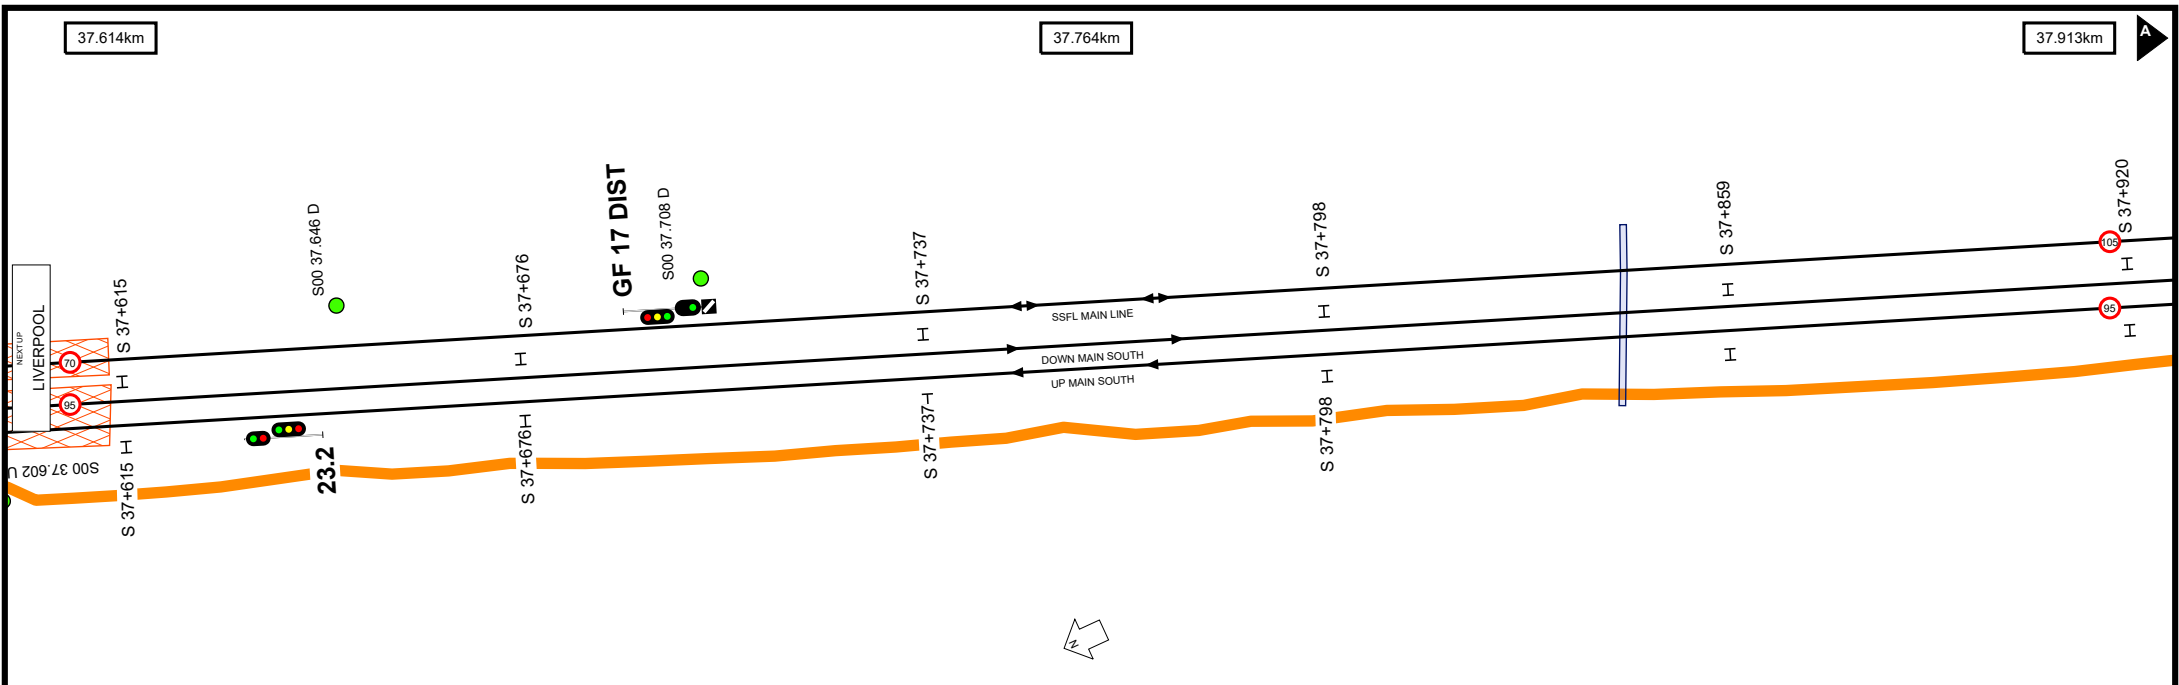 37.614km
37.764km
37.913km
A
NEXT UP
LIVERPOOL
70
95
S 37+615
S00 37.646 D
S 37+676
GF 17 DIST
S00 37.708 D
S 37+737
S 37+798
S 37+859
S 37+920
105
95
SSFL MAIN LINE
DOWN MAIN SOUTH
UP MAIN SOUTH
S00 37.602 U
S 37+615
23.2
S 37+676
S 37+737
S 37+798
N